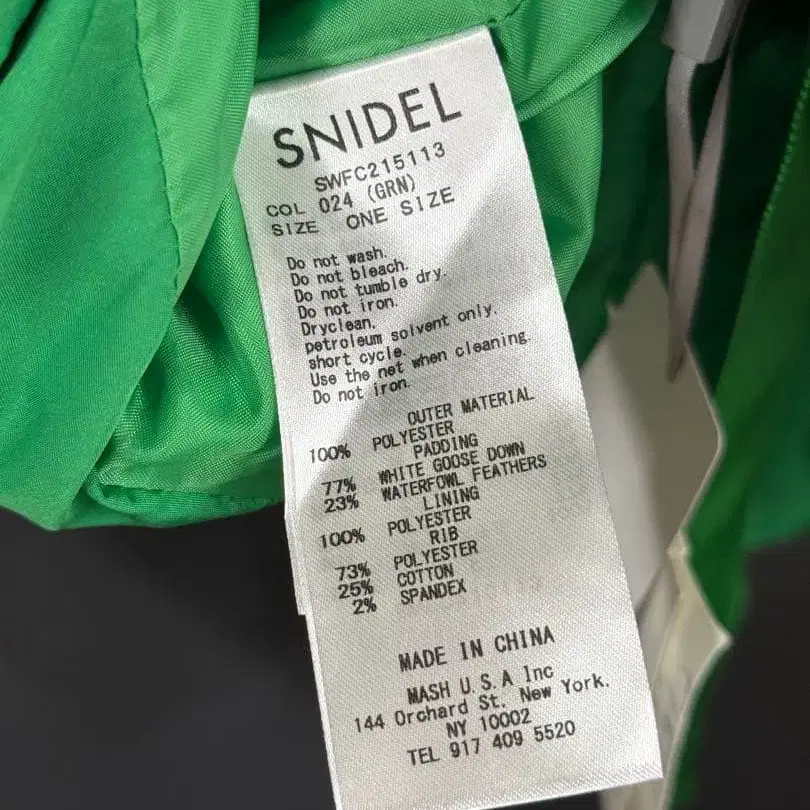 SNIDEL
SWFC215113
COL 024 (GRN)
SIZE ONE SIZE
Do not wash.
Do not bleach.
Do not tumble dry.
Do not iron.
Dryclean.
petroleum solvent only.
short cycle.
Use the net when cleaning.
Do not iron.
OUTER MATERIAL
100% POLYESTER
PADDING
77% WHITE GOOSE DOWN
23% WATERFOWL FEATHERS
LINING
100% POLYESTER
RIB
73% POLYESTER
25% COTTON
2% SPANDEX
MADE IN CHINA
MASH U.S.A Inc
144 Orchard St. New York.
NY 10002
TEL 917 409 5520